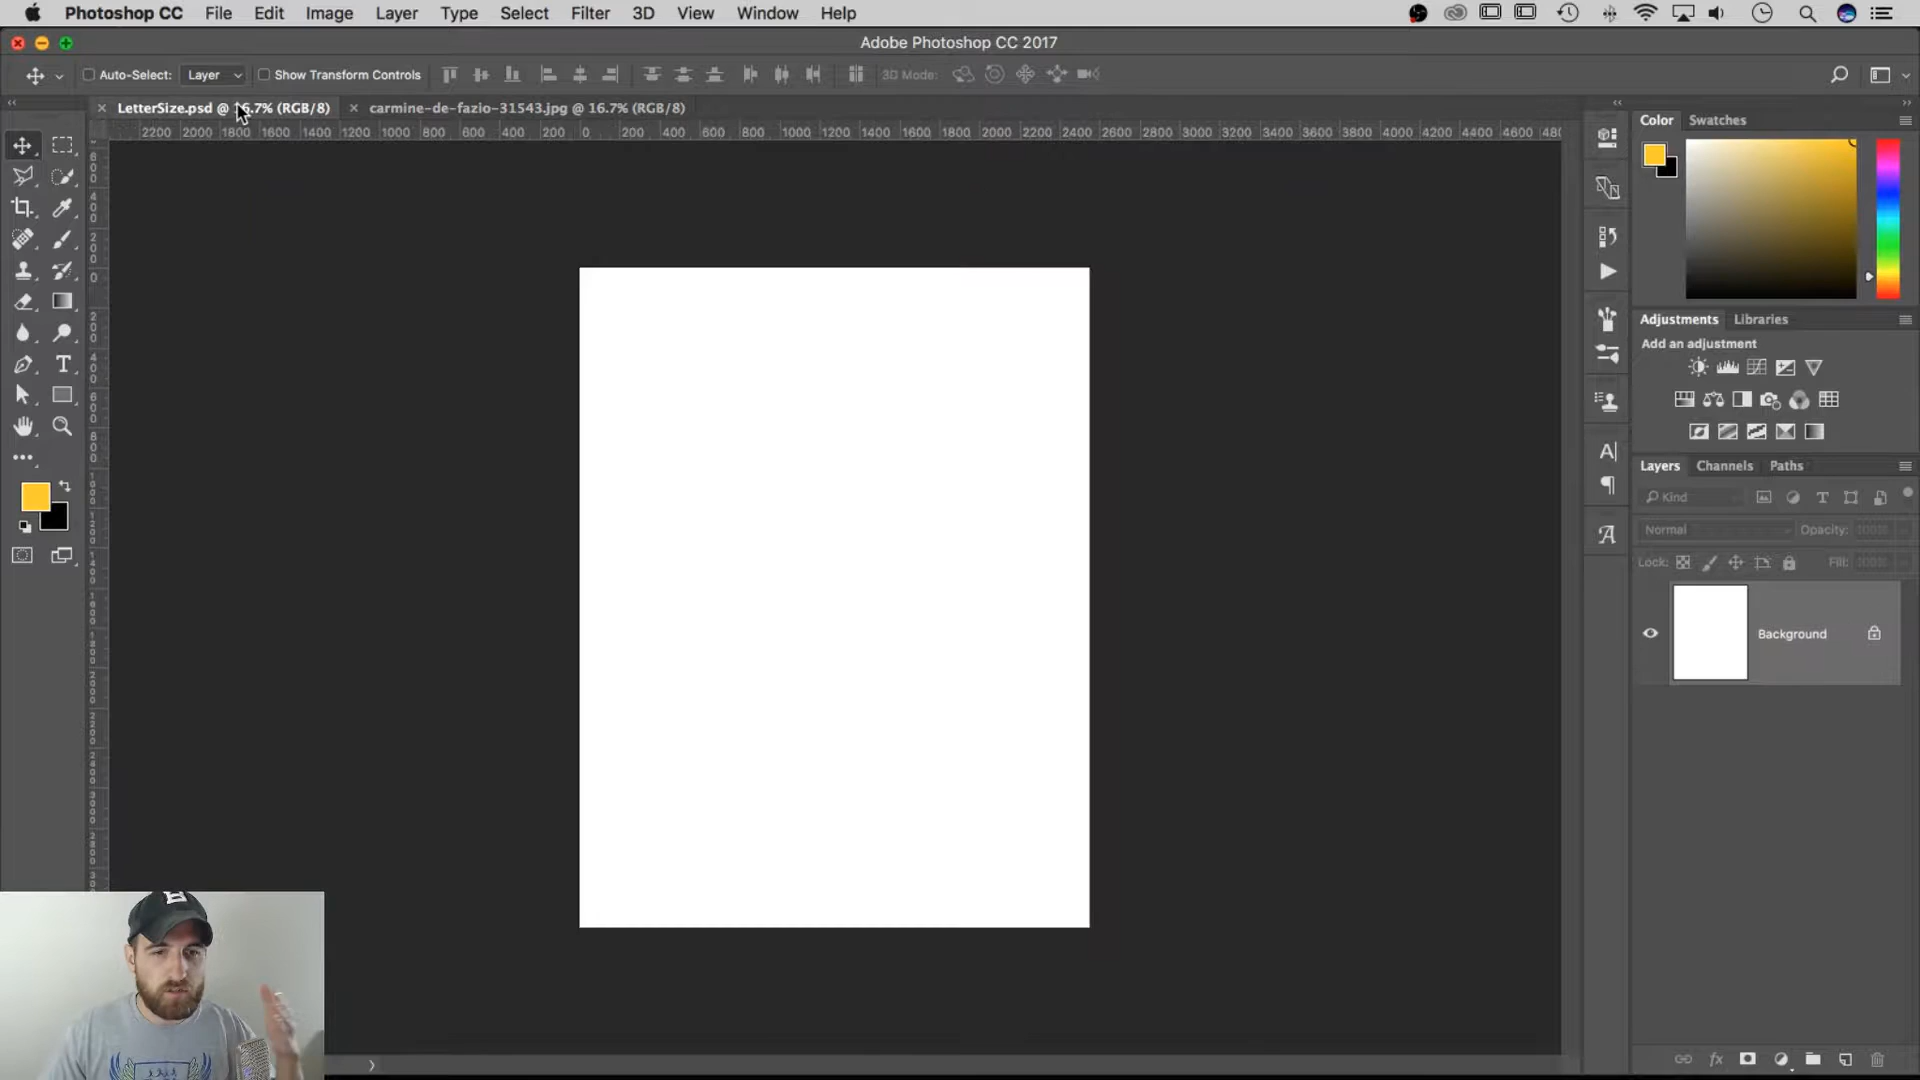 Photoshop CC File Edit Image Layer Type Select Filter 3D View Window Help
Adobe Photoshop CC 2017
Auto-Select: Layer Show Transform Controls 3D Mode:
LetterSize.psd @ 16.7% (RGB/8) carmine-de-fazio-31543.jpg @ 16.7% (RGB/8)
2200 2000 1800 1600 1400 1200 1000 800 600 400 200 0 200 400 600 800 1000 1200 1400 1600 1800 2000 2200 2400 2600 2800 3000 3200 3400 3600 3800 4000 4200 4400 4600
Color Swatches
Adjustments Libraries
Add an adjustment
Layers Channels Paths
Kind
Normal Opacity: 100%
Lock: Fill: 100%
Background